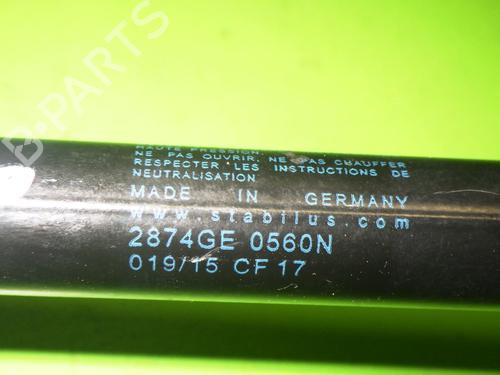 B-PARTS
HAUTE PRESSION.
NE PAS OUVRIR, NE PAS CHAUFFER
RESPECTER LES INSTRUCTIONS DE
NEUTRALISATION
MADE IN GERMANY
www.stabilus.com
2874GE 0560N
019/15 CF17